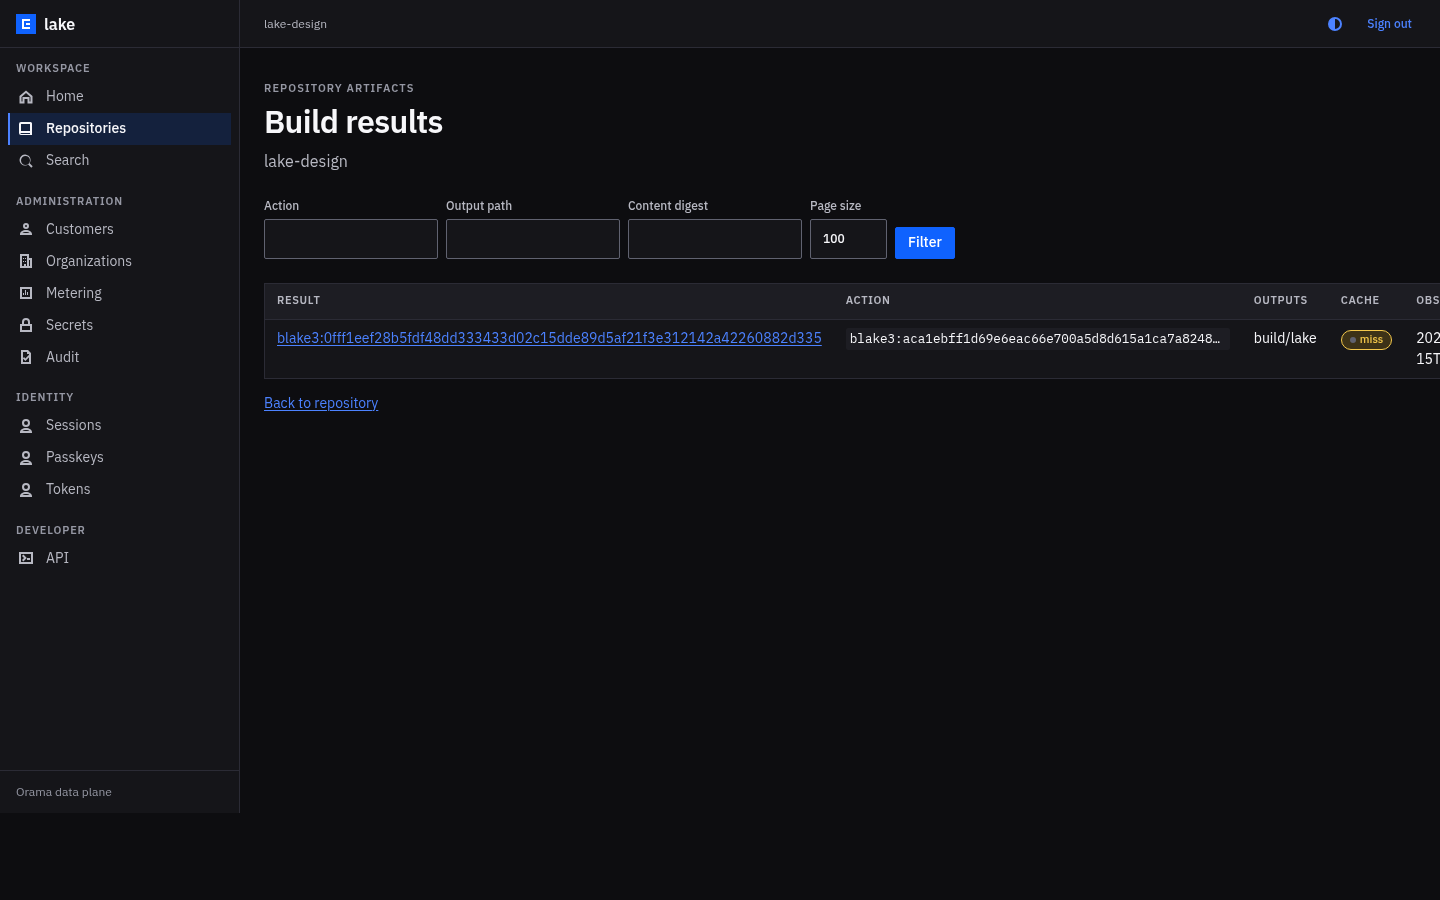 lake
lake-design
Sign out
WORKSPACE
Home
Repositories
Search
ADMINISTRATION
Customers
Organizations
Metering
Secrets
Audit
IDENTITY
Sessions
Passkeys
Tokens
DEVELOPER
API
Orama data plane
REPOSITORY ARTIFACTS
Build results
lake-design
Action Output path Content digest Page size
100 Filter
RESULT ACTION OUTPUTS CACHE OBS
blake3:0fff1eef28b5fdf48dd333433d02c15dde89d5af21f3e312142a42260882d335 blake3:aca1ebff1d69e6eac66e700a5d8d615a1ca7a8248… build/lake miss 202
15T
Back to repository